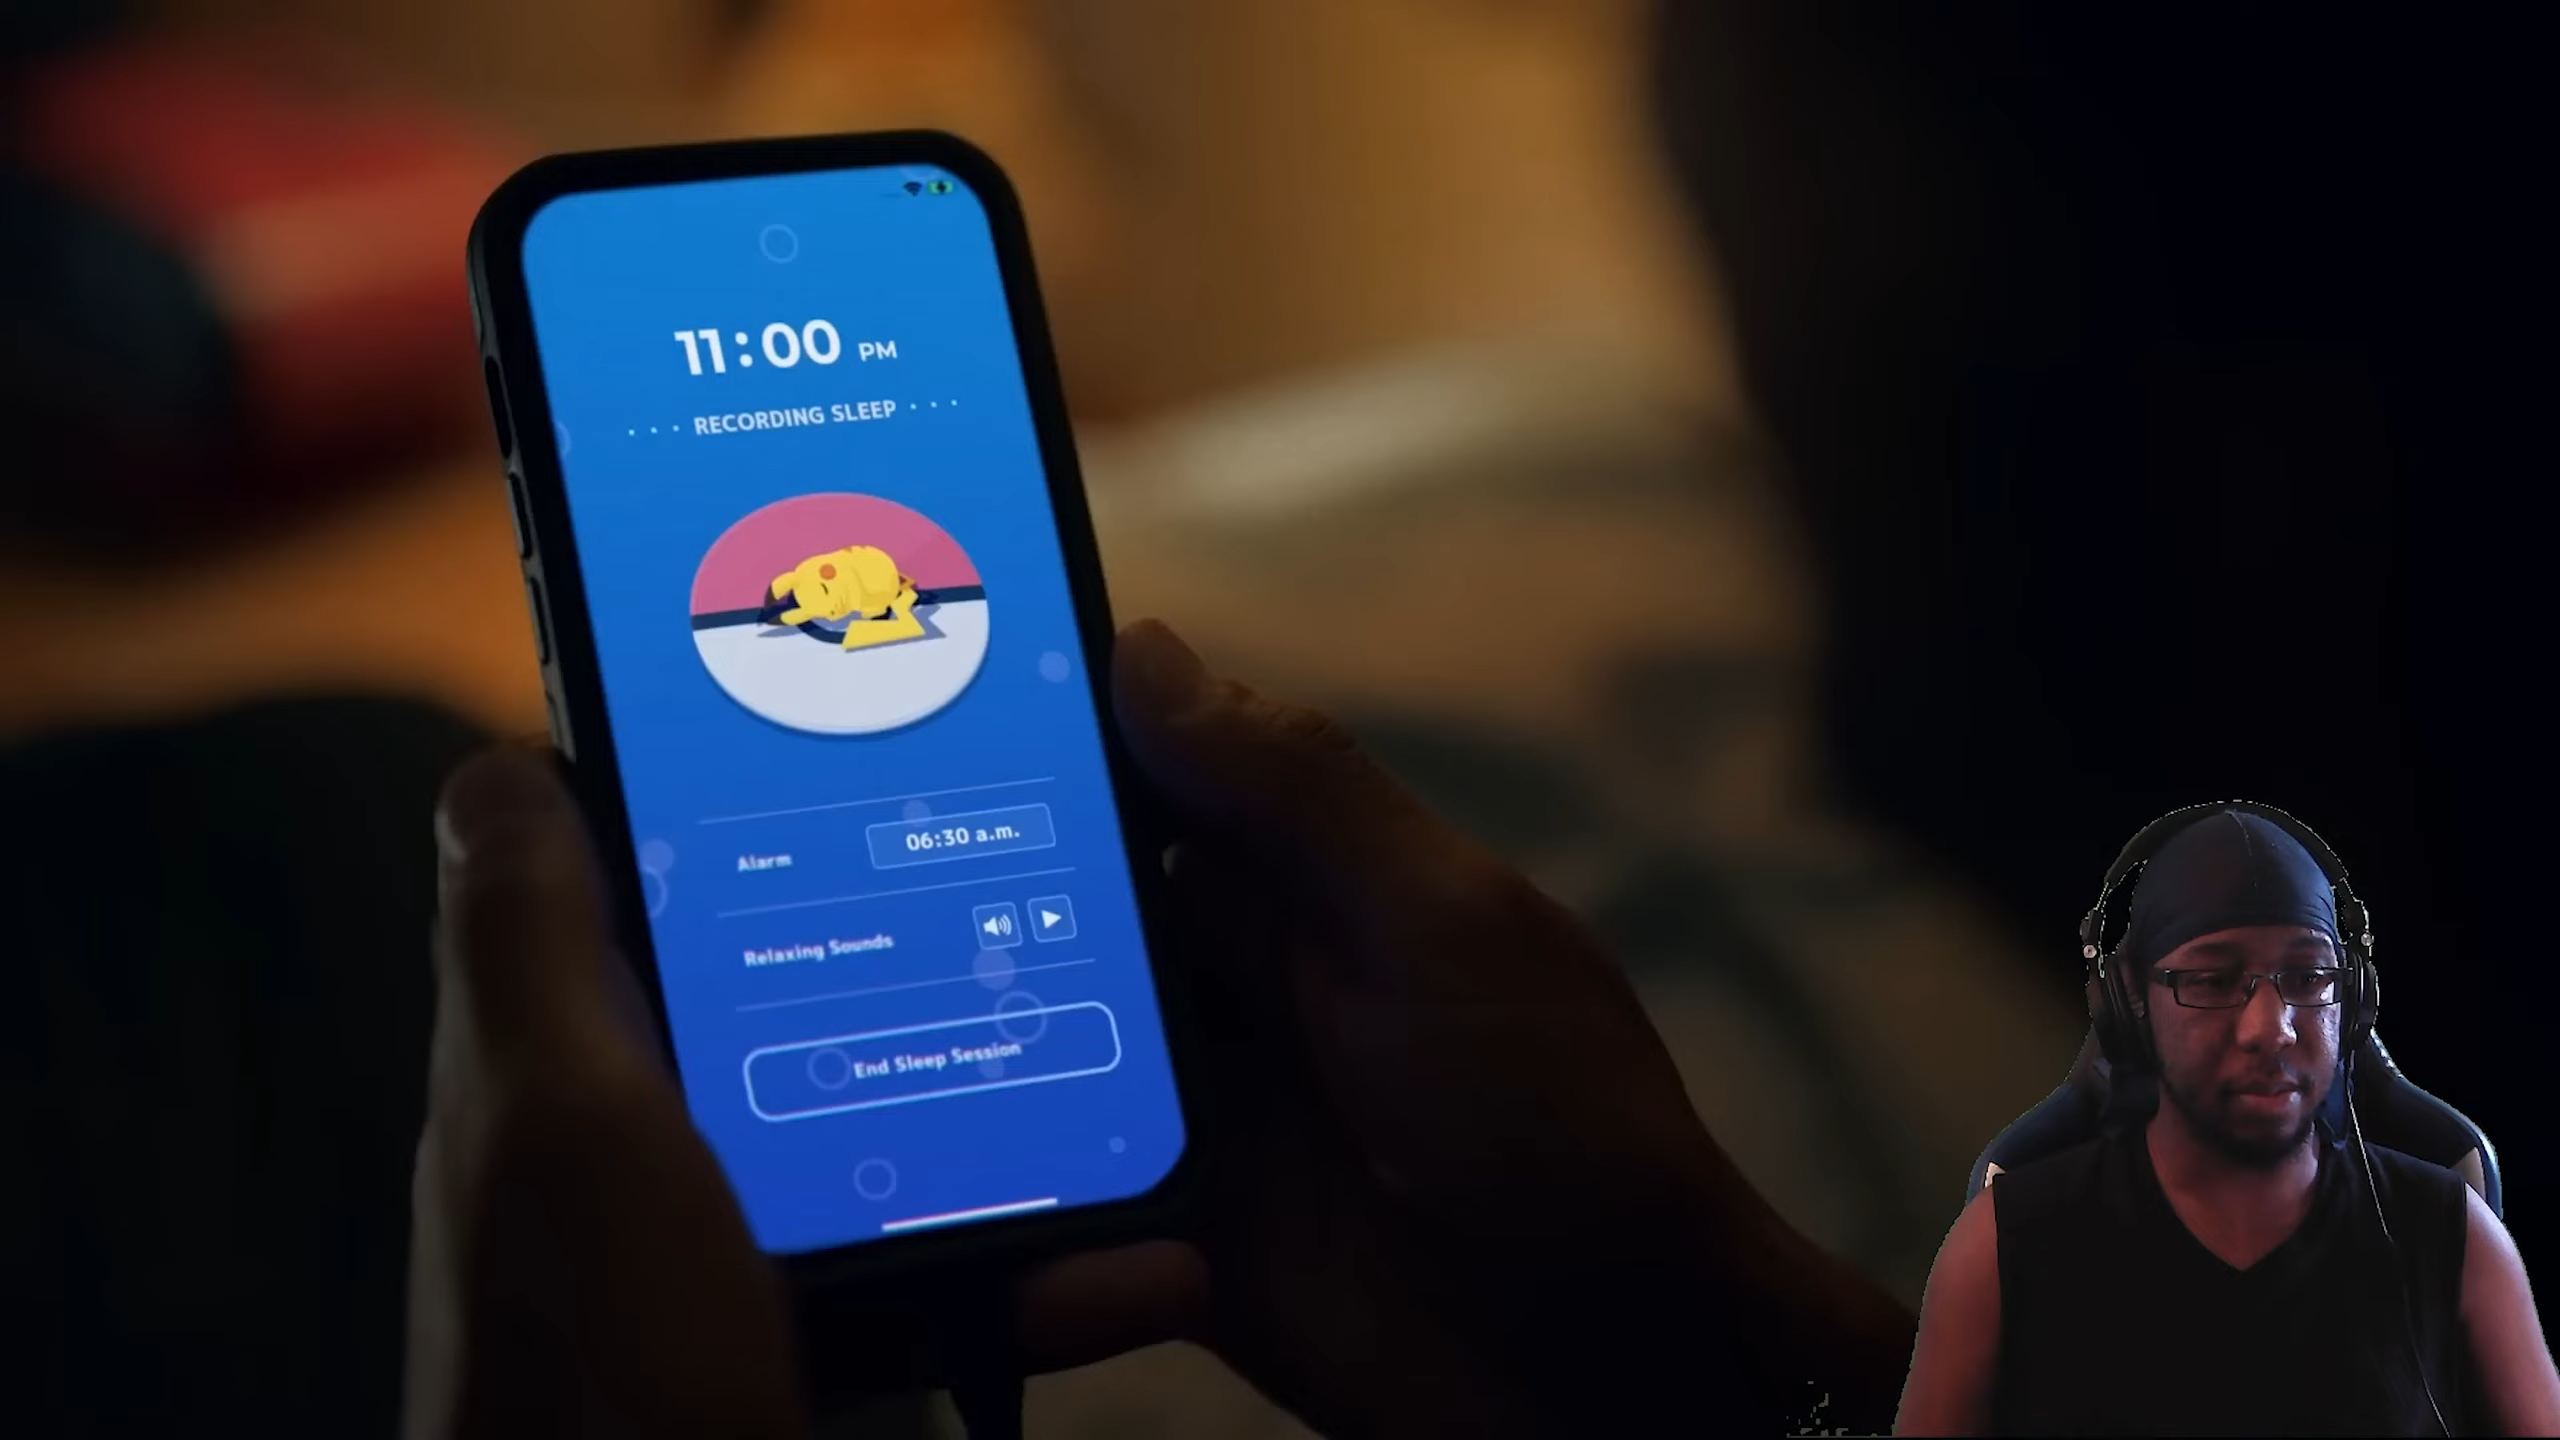 11:00 PM
··· RECORDING SLEEP ···
Alarm
06:30 a.m.
Relaxing Sounds
End Sleep Session